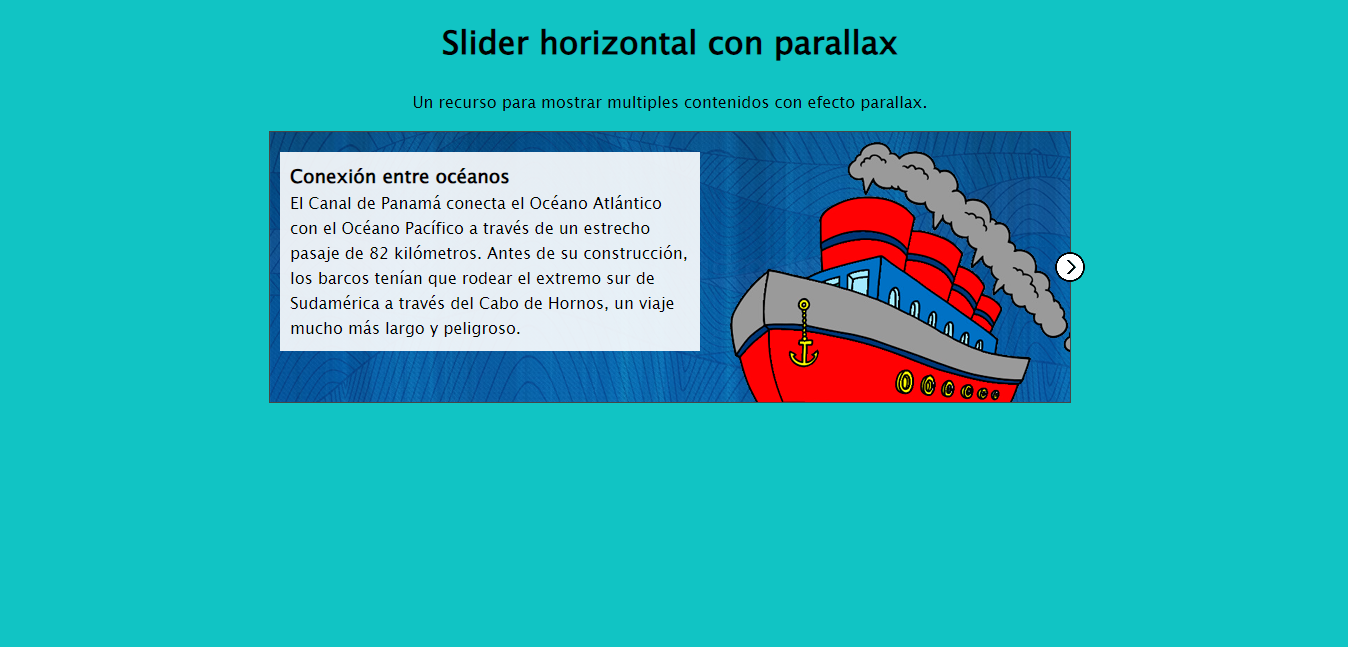 Slider horizontal con parallax
Un recurso para mostrar multiples contenidos con efecto parallax.
Conexión entre océanos
El Canal de Panamá conecta el Océano Atlántico
con el Océano Pacífico a través de un estrecho
pasaje de 82 kilómetros. Antes de su construcción,
los barcos tenían que rodear el extremo sur de
Sudamérica a través del Cabo de Hornos, un viaje
mucho más largo y peligroso.